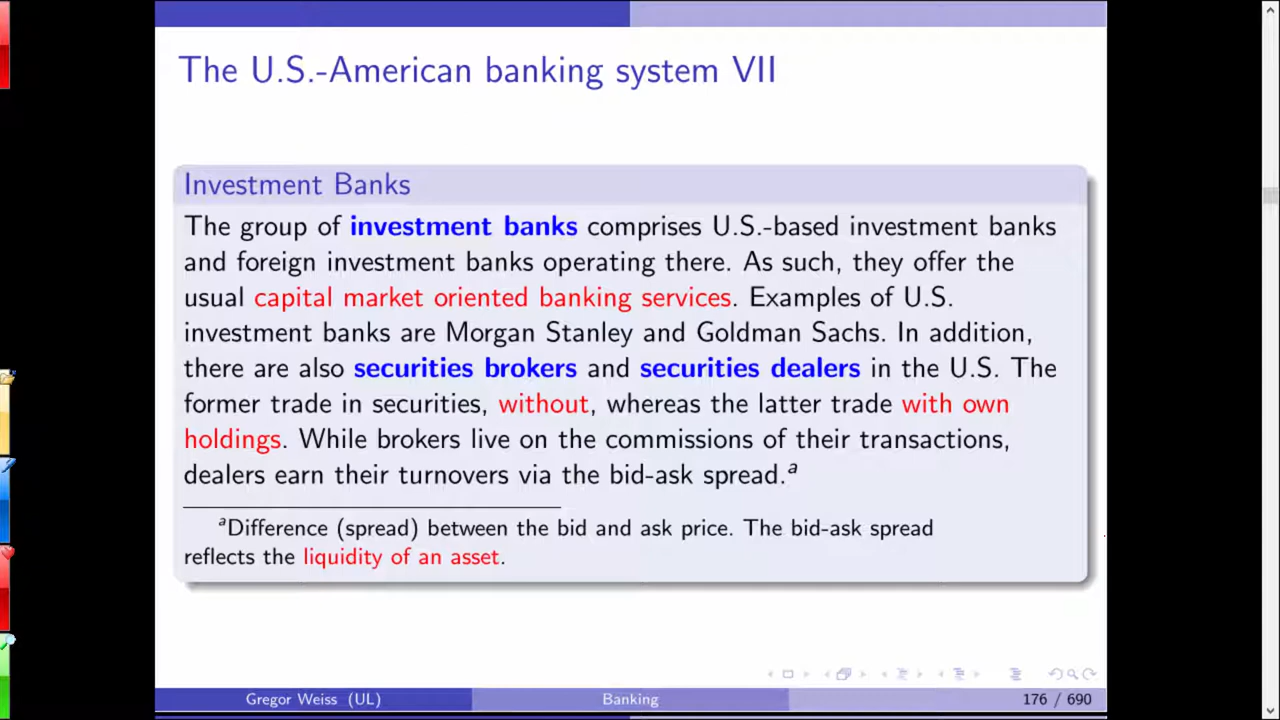 The U.S.-American banking system VII
Investment Banks
The group of investment banks comprises U.S.-based investment banks
and foreign investment banks operating there. As such, they offer the
usual capital market oriented banking services. Examples of U.S.
investment banks are Morgan Stanley and Goldman Sachs. In addition,
there are also securities brokers and securities dealers in the U.S. The
former trade in securities, without, whereas the latter trade with own
holdings. While brokers live on the commissions of their transactions,
dealers earn their turnovers via the bid-ask spread.a
aDifference (spread) between the bid and ask price. The bid-ask spread
reflects the liquidity of an asset.
Gregor Weiss (UL) Banking 176 / 690